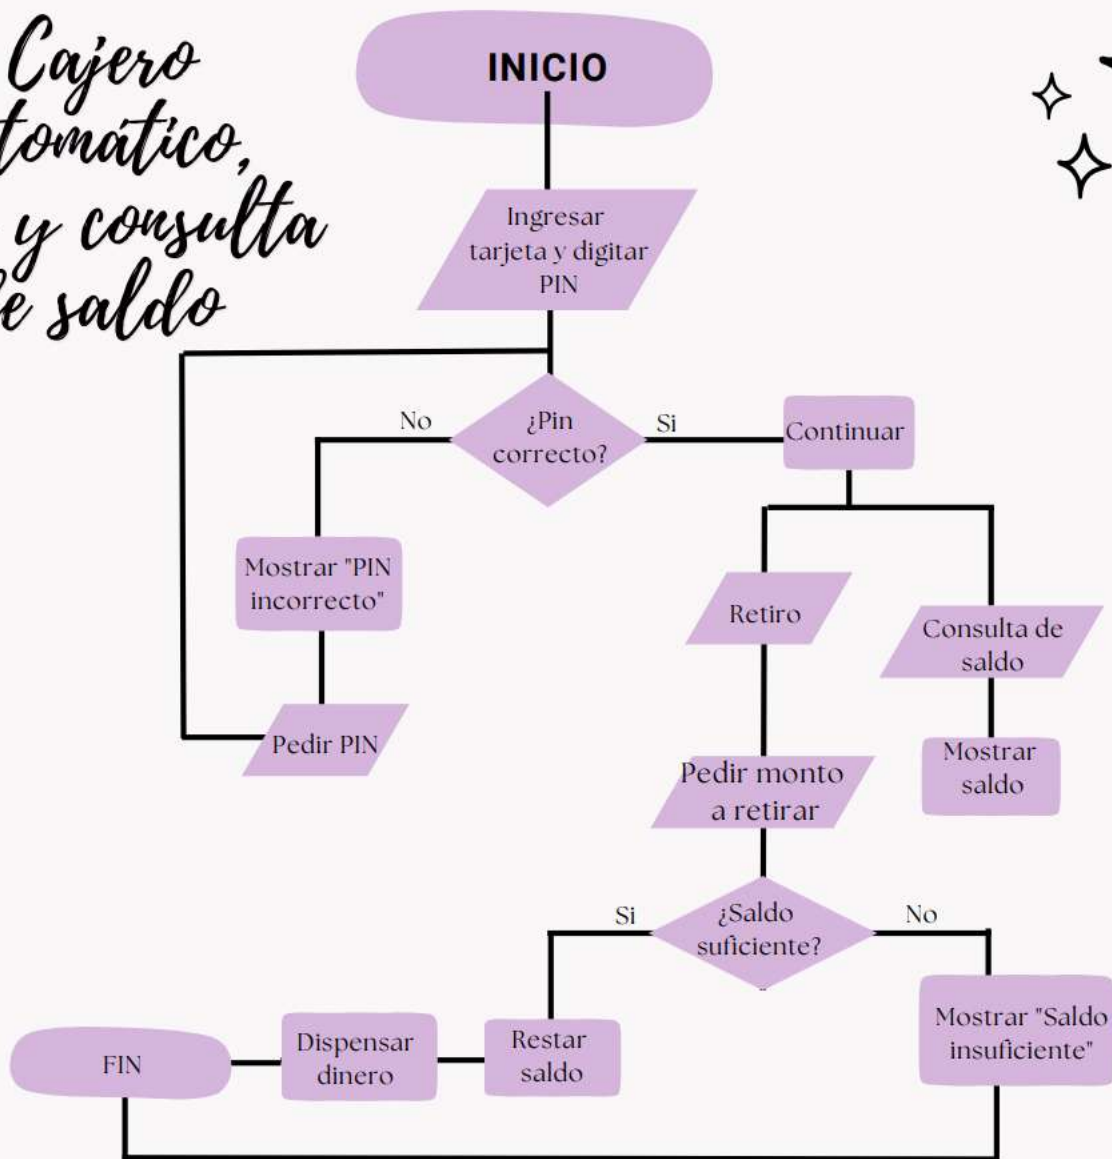 Cajero
y consulta
saldo
INICIO
Ingresar
tarjeta y digitar
PIN
No
¿Pin
correcto?
Si
Continuar
Mostrar "PIN
incorrecto"
Pedir PIN
Retiro
Consulta de
saldo
Mostrar
saldo
Pedir monto
a retirar
Si
¿Saldo
suficiente?
No
Mostrar "Saldo
insuficiente"
Restar
saldo
Dispensar
dinero
FIN